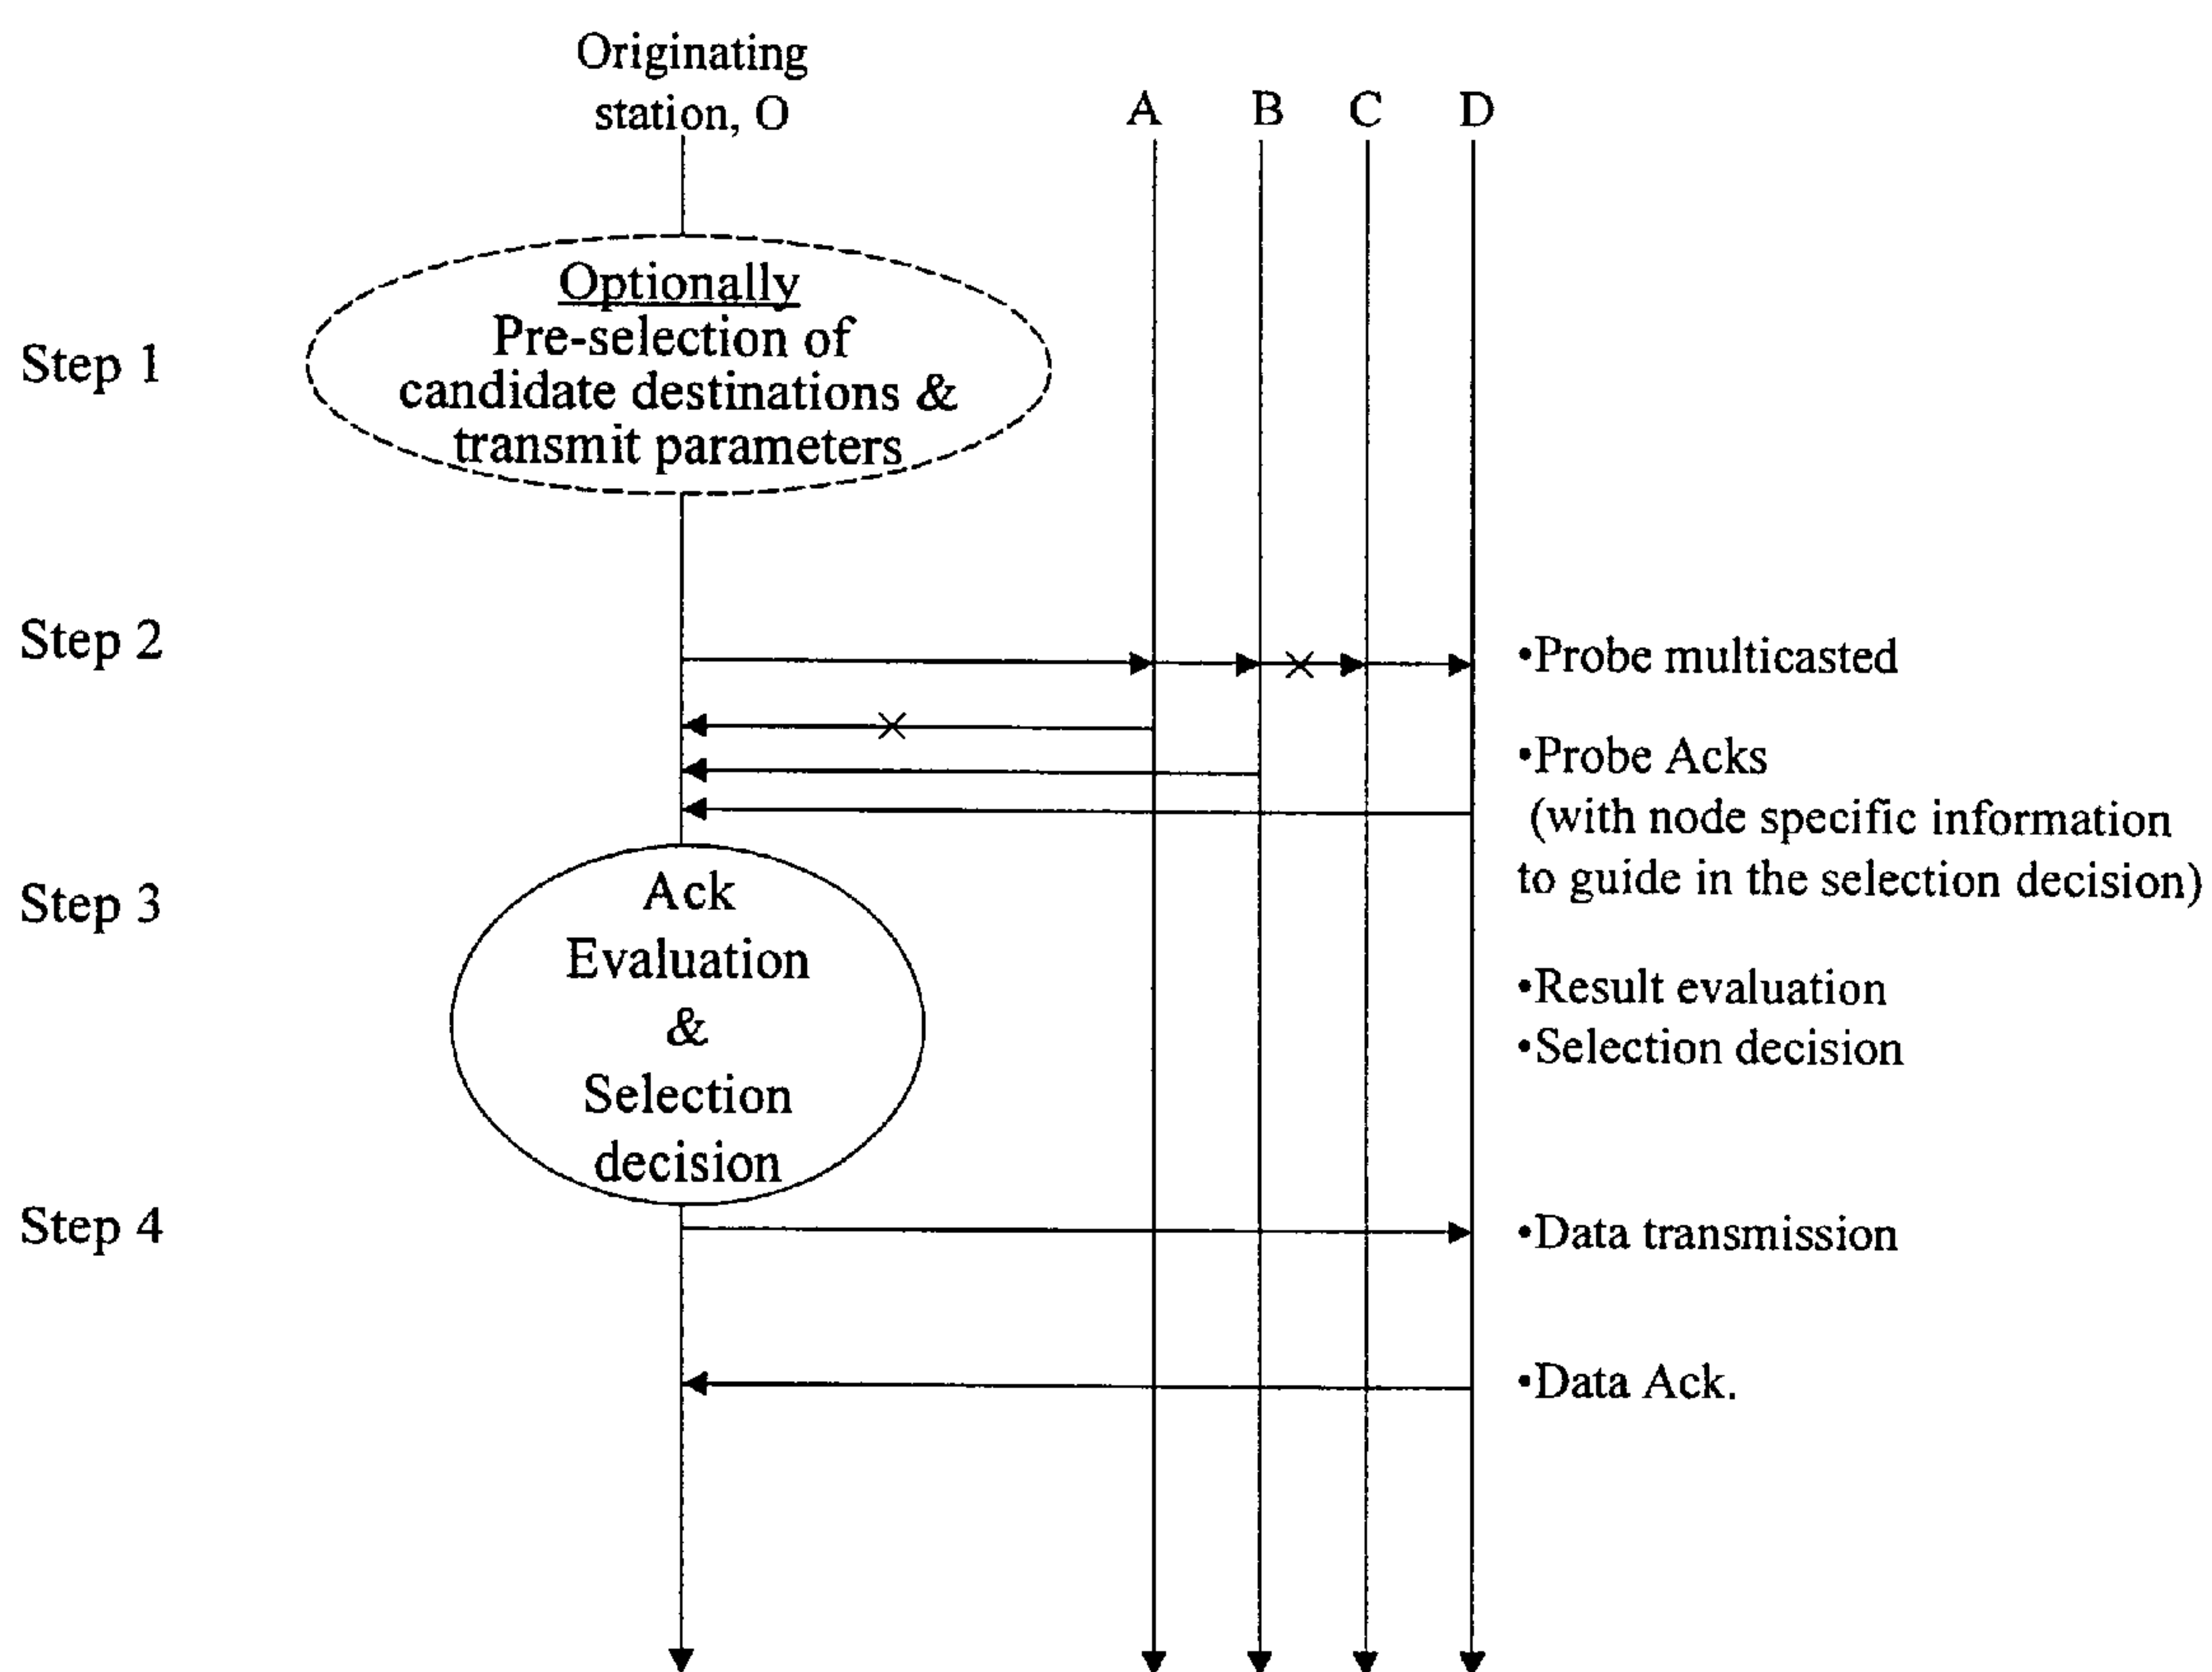 Originating
station, O
A
B
C
D
Step 1
Optionally
Pre-selection of
candidate destinations &
transmit parameters
Step 2
•Probe multicasted
•Probe Acks
(with node specific information
to guide in the selection decision)
Step 3
Ack
Evaluation
&
Selection
decision
•Result evaluation
•Selection decision
Step 4
•Data transmission
•Data Ack.